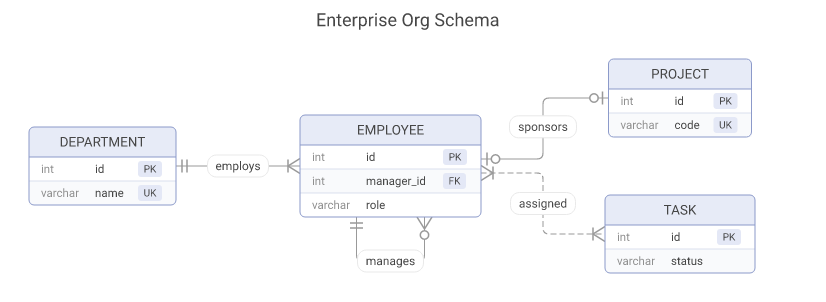 Enterprise Org Schema
DEPARTMENT
int id PK
varchar name UK
employs
EMPLOYEE
int id PK
int manager_id FK
varchar role
manages
sponsors
assigned
PROJECT
int id PK
varchar code UK
TASK
int id PK
varchar status